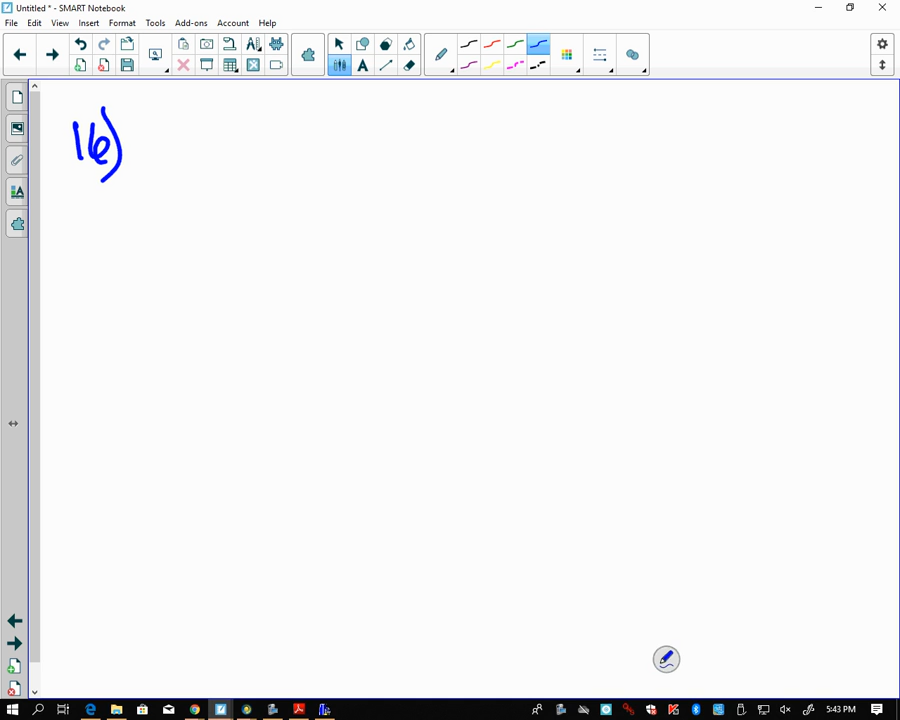 Untitled * - SMART Notebook
File Edit View Insert Format Tools Add-ons Account Help
16)
5:43 PM